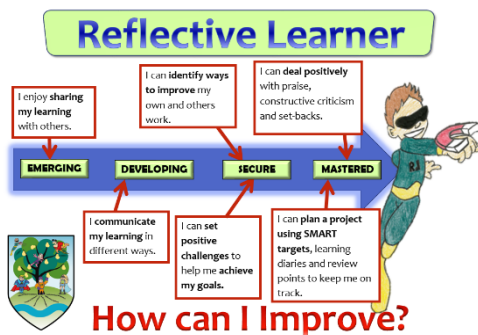 Reflective Learner
I enjoy sharing
my learning
with others.
I can identify ways
to improve my
own and others
work.
I can deal positively
with praise,
constructive criticism
and set-backs.
EMERGING
DEVELOPING
SECURE
MASTERED
I communicate
my learning in
different ways.
I can set
positive
challenges to
help me achieve
my goals.
I can plan a project
using SMART
targets, learning
diaries and review
points to keep me on
track.
How can I Improve?